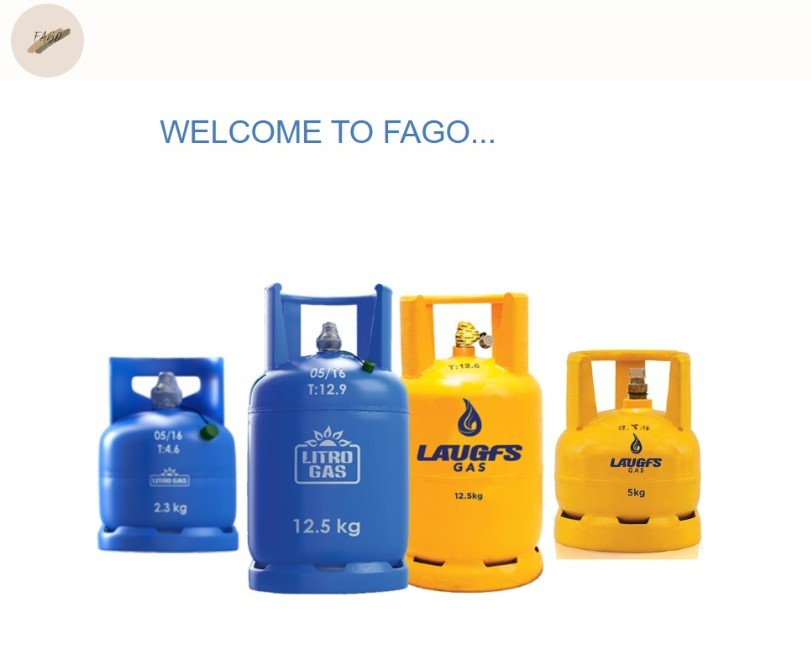 FAGO
WELCOME TO FAGO...
05/16
T:4.6
LITRO GAS
2.3 kg
05/16
T:12.9
LITRO
GAS
12.5 kg
T:12.6
LAUGFS
GAS
12.5kg
LAUGFS
GAS
5kg